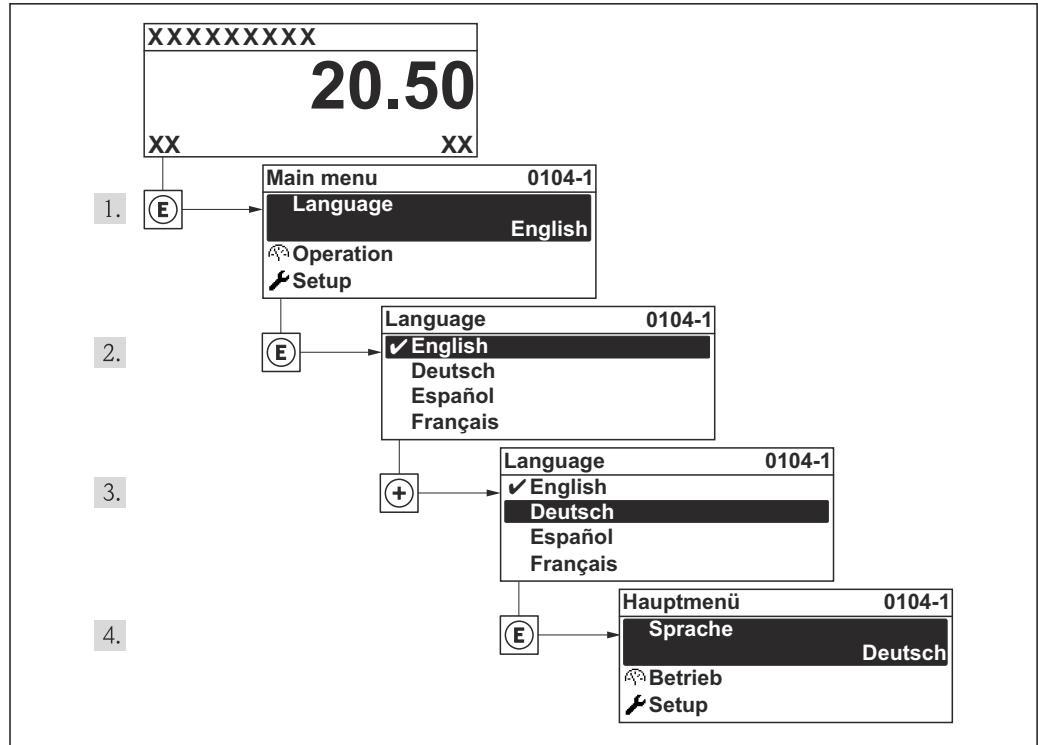 XXXXXXXXX
20.50
XX XX
1. E
Main menu 0104-1
Language
English
Operation
Setup
2. E
Language 0104-1
✔English
Deutsch
Español
Français
3. +
Language 0104-1
✔English
Deutsch
Español
Français
4. E
Hauptmenü 0104-1
Sprache
Deutsch
Betrieb
Setup